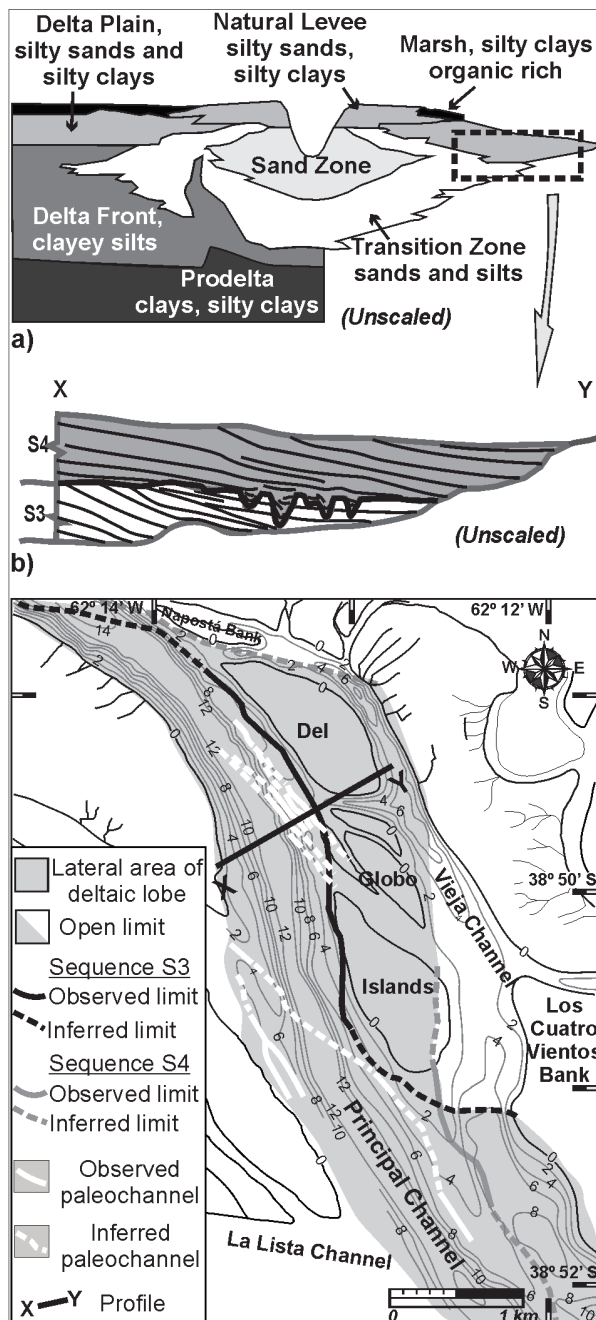 Delta Plain,
silty sands and
silty clays
Natural Levee
silty sands,
silty clays
Marsh, silty clays
organic rich
Sand Zone
Delta Front,
clayey silts
Transition Zone
sands and silts
Prodelta
clays, silty clays
(Unscaled)
a)
X
Y
S4
S3
(Unscaled)
b)
62º 14' W
62º 12' W
Napostá Bank
N
W
E
S
Del
Y
X
Globo
38º 50' S
Vieja Channel
Islands
Los
Cuatro
Vientos
Bank
Principal Channel
La Lista Channel
38º 52' S
0
1 km
Lateral area of
deltaic lobe
Open limit
Sequence S3
Observed limit
Inferred limit
Sequence S4
Observed limit
Inferred limit
Observed
paleochannel
Inferred
paleochannel
X
Y
Profile